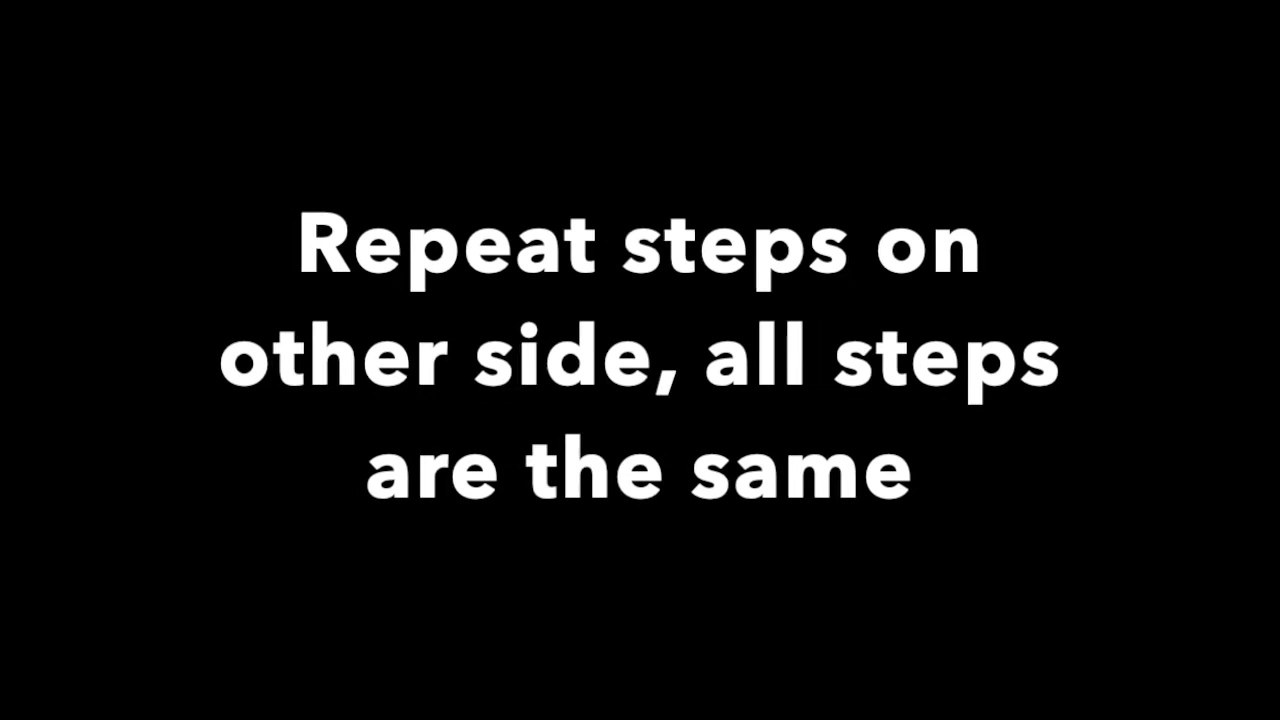 Repeat steps on
other side, all steps
are the same